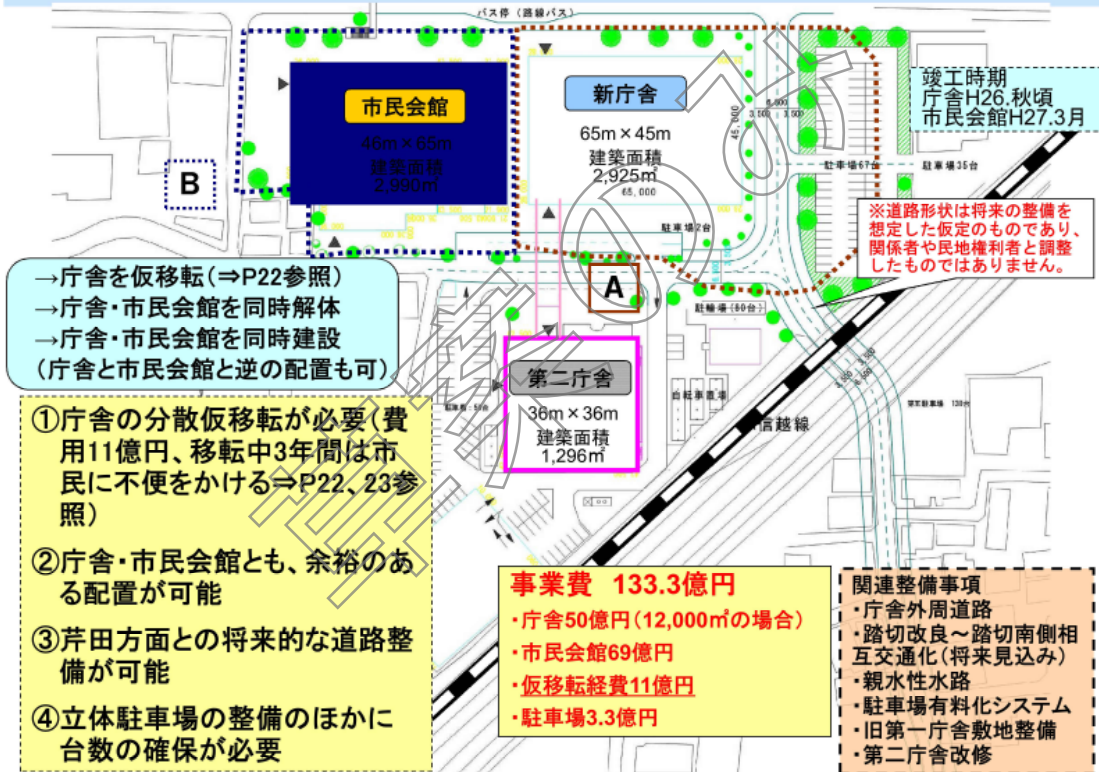 バス停（路線バス）
市民会館
46m×65m
建築面積
2,990㎡
新庁舎
65m×45m
建築面積
2,925㎡
65,000
45,000
6,500
3,500 3,500
竣工時期
庁舎H26.秋頃
市民会館H27.3月
駐車場67台
駐車場35台
B
駐車場2台
※道路形状は将来の整備を
想定した仮定のものであり、
関係者や民地権利者と調整
したものではありません。
→庁舎を仮移転(⇒P22参照)
→庁舎・市民会館を同時解体
→庁舎・市民会館を同時建設
(庁舎と市民会館と逆の配置も可)
A
駐輪場(80台)
第二庁舎
36m×36m
建築面積
1,296㎡
自転車置場
信越線
3,500
3,500
①庁舎の分散仮移転が必要(費
用11億円、移転中3年間は市
民に不便をかける⇒P22、23参
照)
②庁舎・市民会館とも、余裕のあ
る配置が可能
③芹田方面との将来的な道路整
備が可能
④立体駐車場の整備のほかに
台数の確保が必要
事業費 133.3億円
・庁舎50億円(12,000㎡の場合)
・市民会館69億円
・仮移転経費11億円
・駐車場3.3億円
関連整備事項
・庁舎外周道路
・踏切改良～踏切南側相
互交通化(将来見込み)
・親水性水路
・駐車場有料化システム
・旧第一庁舎敷地整備
・第二庁舎改修